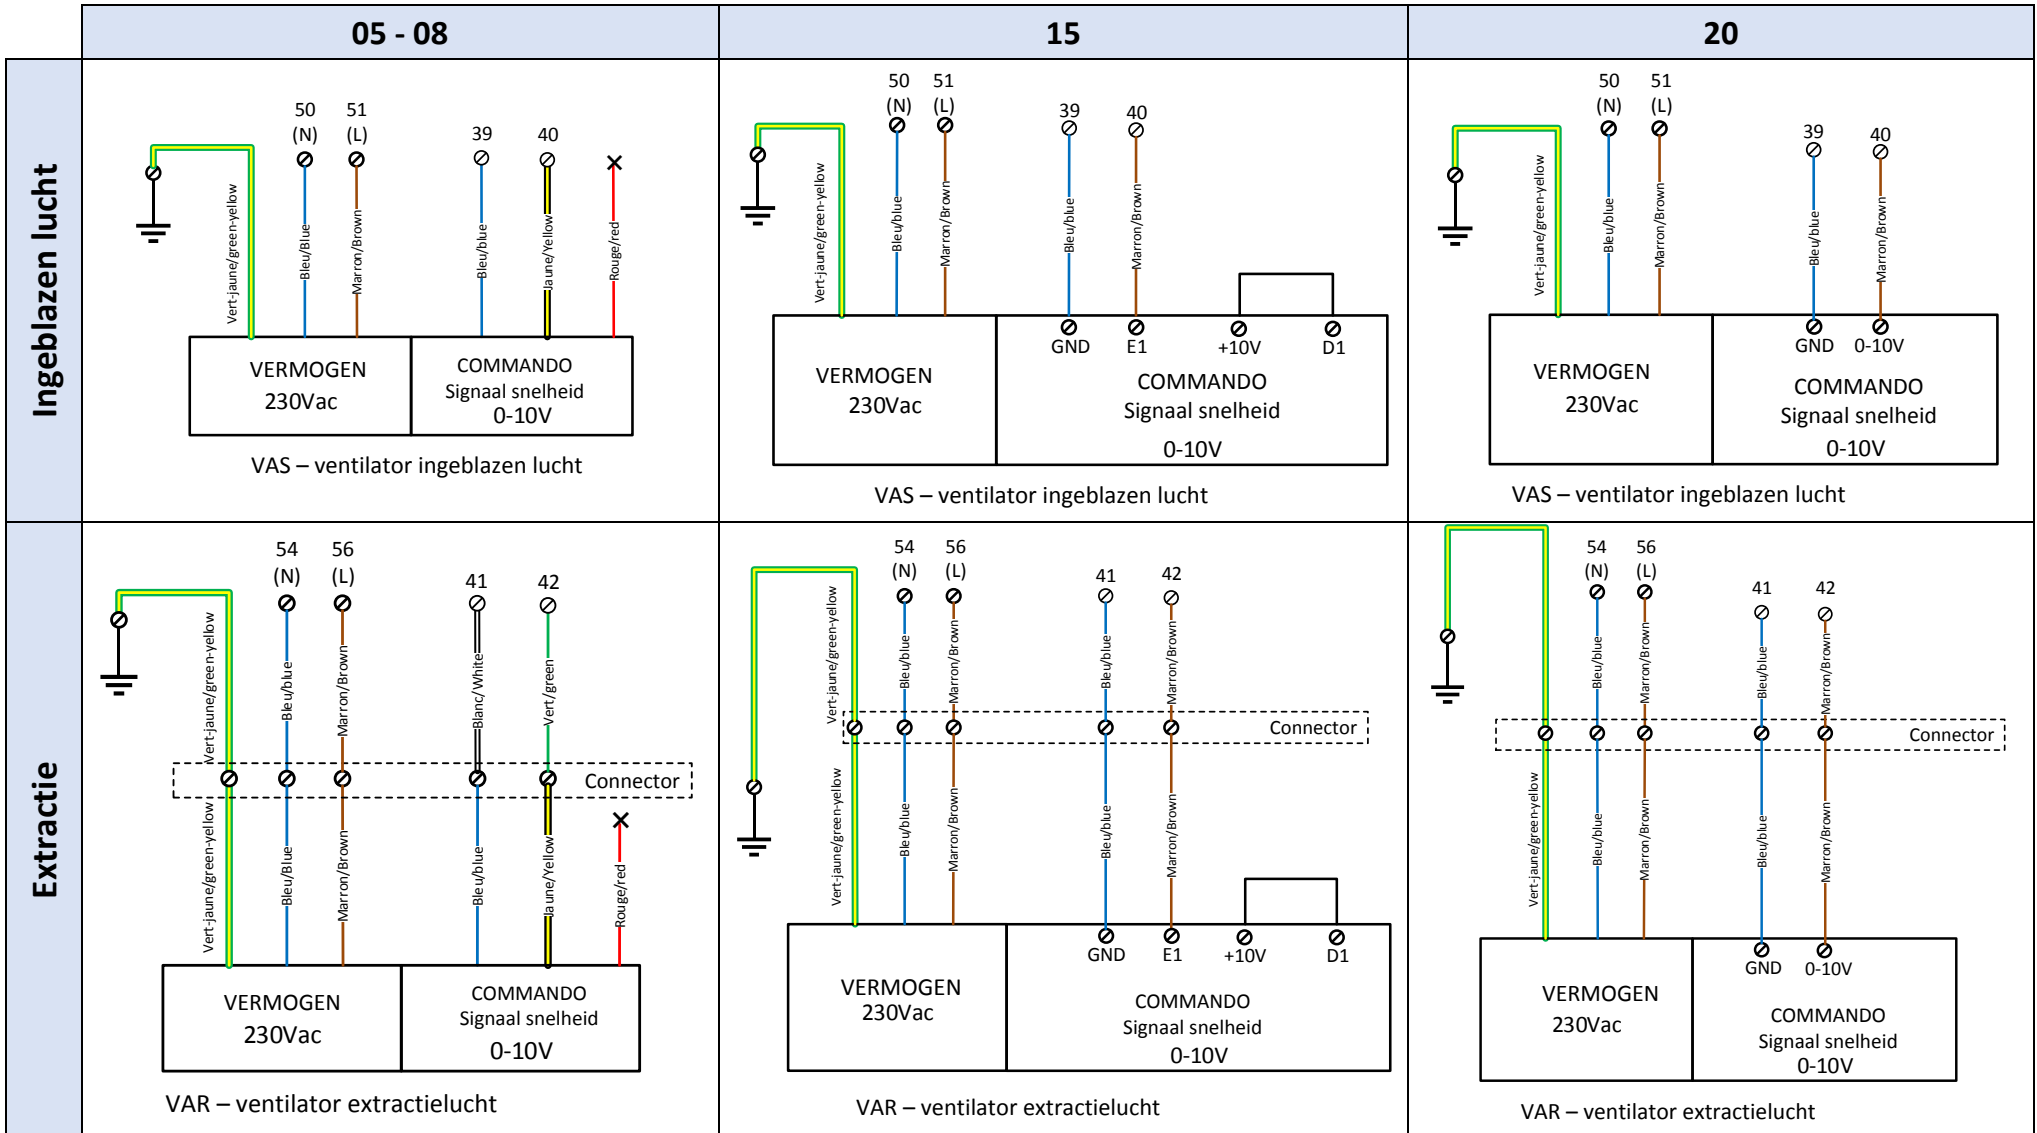 05 - 08
15
20
Ingeblazen lucht
50
(N)
51
(L)
39
40
Vert-jaune/green-yellow
Bleu/Blue
Marron/Brown
Bleu/blue
Jaune/Yellow
Rouge/red
VERMOGEN
230Vac
COMMANDO
Signaal snelheid
0-10V
VAS – ventilator ingeblazen lucht
50
(N)
51
(L)
39
40
Vert-jaune/green-yellow
Bleu/blue
Marron/Brown
Bleu/blue
Marron/Brown
GND
E1
+10V
D1
VERMOGEN
230Vac
COMMANDO
Signaal snelheid
0-10V
VAS – ventilator ingeblazen lucht
50
(N)
51
(L)
39
40
Vert-jaune/green-yellow
Bleu/blue
Marron/Brown
Bleu/blue
Marron/Brown
GND
0-10V
VERMOGEN
230Vac
COMMANDO
Signaal snelheid
0-10V
VAS – ventilator ingeblazen lucht
Extractie
54
(N)
56
(L)
41
42
Vert-jaune/green-yellow
Bleu/blue
Marron/Brown
Blanc/White
Vert/green
Connector
Vert-jaune/green-yellow
Bleu/Blue
Marron/Brown
Bleu/blue
Jaune/Yellow
Rouge/red
VERMOGEN
230Vac
COMMANDO
Signaal snelheid
0-10V
VAR – ventilator extractielucht
54
(N)
56
(L)
41
42
Vert-jaune/green-yellow
Bleu/blue
Marron/Brown
Bleu/blue
Marron/Brown
Connector
Vert-jaune/green-yellow
Bleu/blue
Marron/Brown
Bleu/blue
Marron/Brown
GND
E1
+10V
D1
VERMOGEN
230Vac
COMMANDO
Signaal snelheid
0-10V
VAR – ventilator extractielucht
54
(N)
56
(L)
41
42
Bleu/blue
Marron/Brown
Bleu/blue
Marron/Brown
Connector
Vert-jaune/green-yellow
Bleu/blue
Marron/Brown
Bleu/blue
Marron/Brown
GND
0-10V
VERMOGEN
230Vac
COMMANDO
Signaal snelheid
0-10V
VAR – ventilator extractielucht